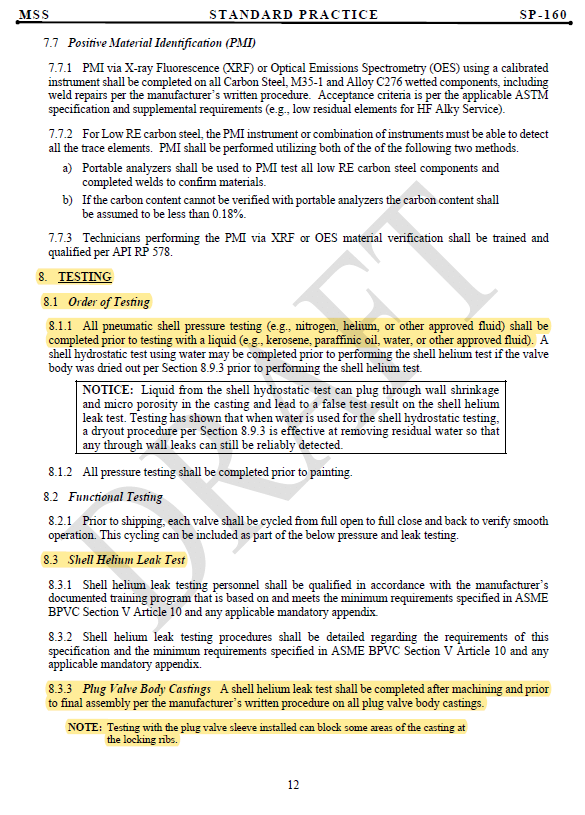 MSS STANDARD PRACTICE SP-160
7.7 Positive Material Identification (PMI)
7.7.1 PMI via X-ray Fluorescence (XRF) or Optical Emissions Spectrometry (OES) using a calibrated
instrument shall be completed on all Carbon Steel, M35-1 and Alloy C276 wetted components, including
weld repairs per the manufacturer's written procedure. Acceptance criteria is per the applicable ASTM
specification and supplemental requirements (e.g., low residual elements for HF Alky Service).
7.7.2 For Low RE carbon steel, the PMI instrument or combination of instruments must be able to detect
all the trace elements. PMI shall be performed utilizing both of the of the following two methods.
a) Portable analyzers shall be used to PMI test all low RE carbon steel components and
completed welds to confirm materials.
b) If the carbon content cannot be verified with portable analyzers the carbon content shall
be assumed to be less than 0.18%.
7.7.3 Technicians performing the PMI via XRF or OES material verification shall be trained and
qualified per API RP 578.
8. TESTING
8.1 Order of Testing
8.1.1 All pneumatic shell pressure testing (e.g., nitrogen, helium, or other approved fluid) shall be
completed prior to testing with a liquid (e.g., kerosene, paraffinic oil, water, or other approved fluid). A
shell hydrostatic test using water may be completed prior to performing the shell helium test if the valve
body was dried out per Section 8.9.3 prior to performing the shell helium test.
NOTICE: Liquid from the shell hydrostatic test can plug through wall shrinkage
and micro porosity in the casting and lead to a false test result on the shell helium
leak test. Testing has shown that when water is used for the shell hydrostatic testing,
a dryout procedure per Section 8.9.3 is effective at removing residual water so that
any through wall leaks can still be reliably detected.
8.1.2 All pressure testing shall be completed prior to painting.
8.2 Functional Testing
8.2.1 Prior to shipping, each valve shall be cycled from full open to full close and back to verify smooth
operation. This cycling can be included as part of the below pressure and leak testing.
8.3 Shell Helium Leak Test
8.3.1 Shell helium leak testing personnel shall be qualified in accordance with the manufacturer's
documented training program that is based on and meets the minimum requirements specified in ASME
BPVC Section V Article 10 and any applicable mandatory appendix.
8.3.2 Shell helium leak testing procedures shall be detailed regarding the requirements of this
specification and the minimum requirements specified in ASME BPVC Section V Article 10 and any
applicable mandatory appendix.
8.3.3 Plug Valve Body Castings A shell helium leak test shall be completed after machining and prior
to final assembly per the manufacturer's written procedure on all plug valve body castings.
NOTE: Testing with the plug valve sleeve installed can block some areas of the casting at
the locking ribs.
12
DRAFT